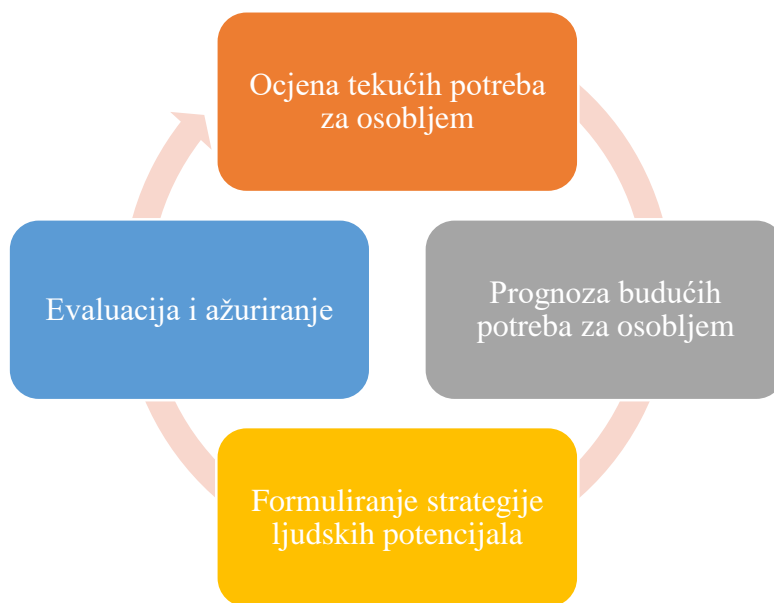 Ocjena tekućih potreba
za osobljem
Prognoza budućih
potreba za osobljem
Formuliranje strategije
ljudskih potencijala
Evaluacija i ažuriranje